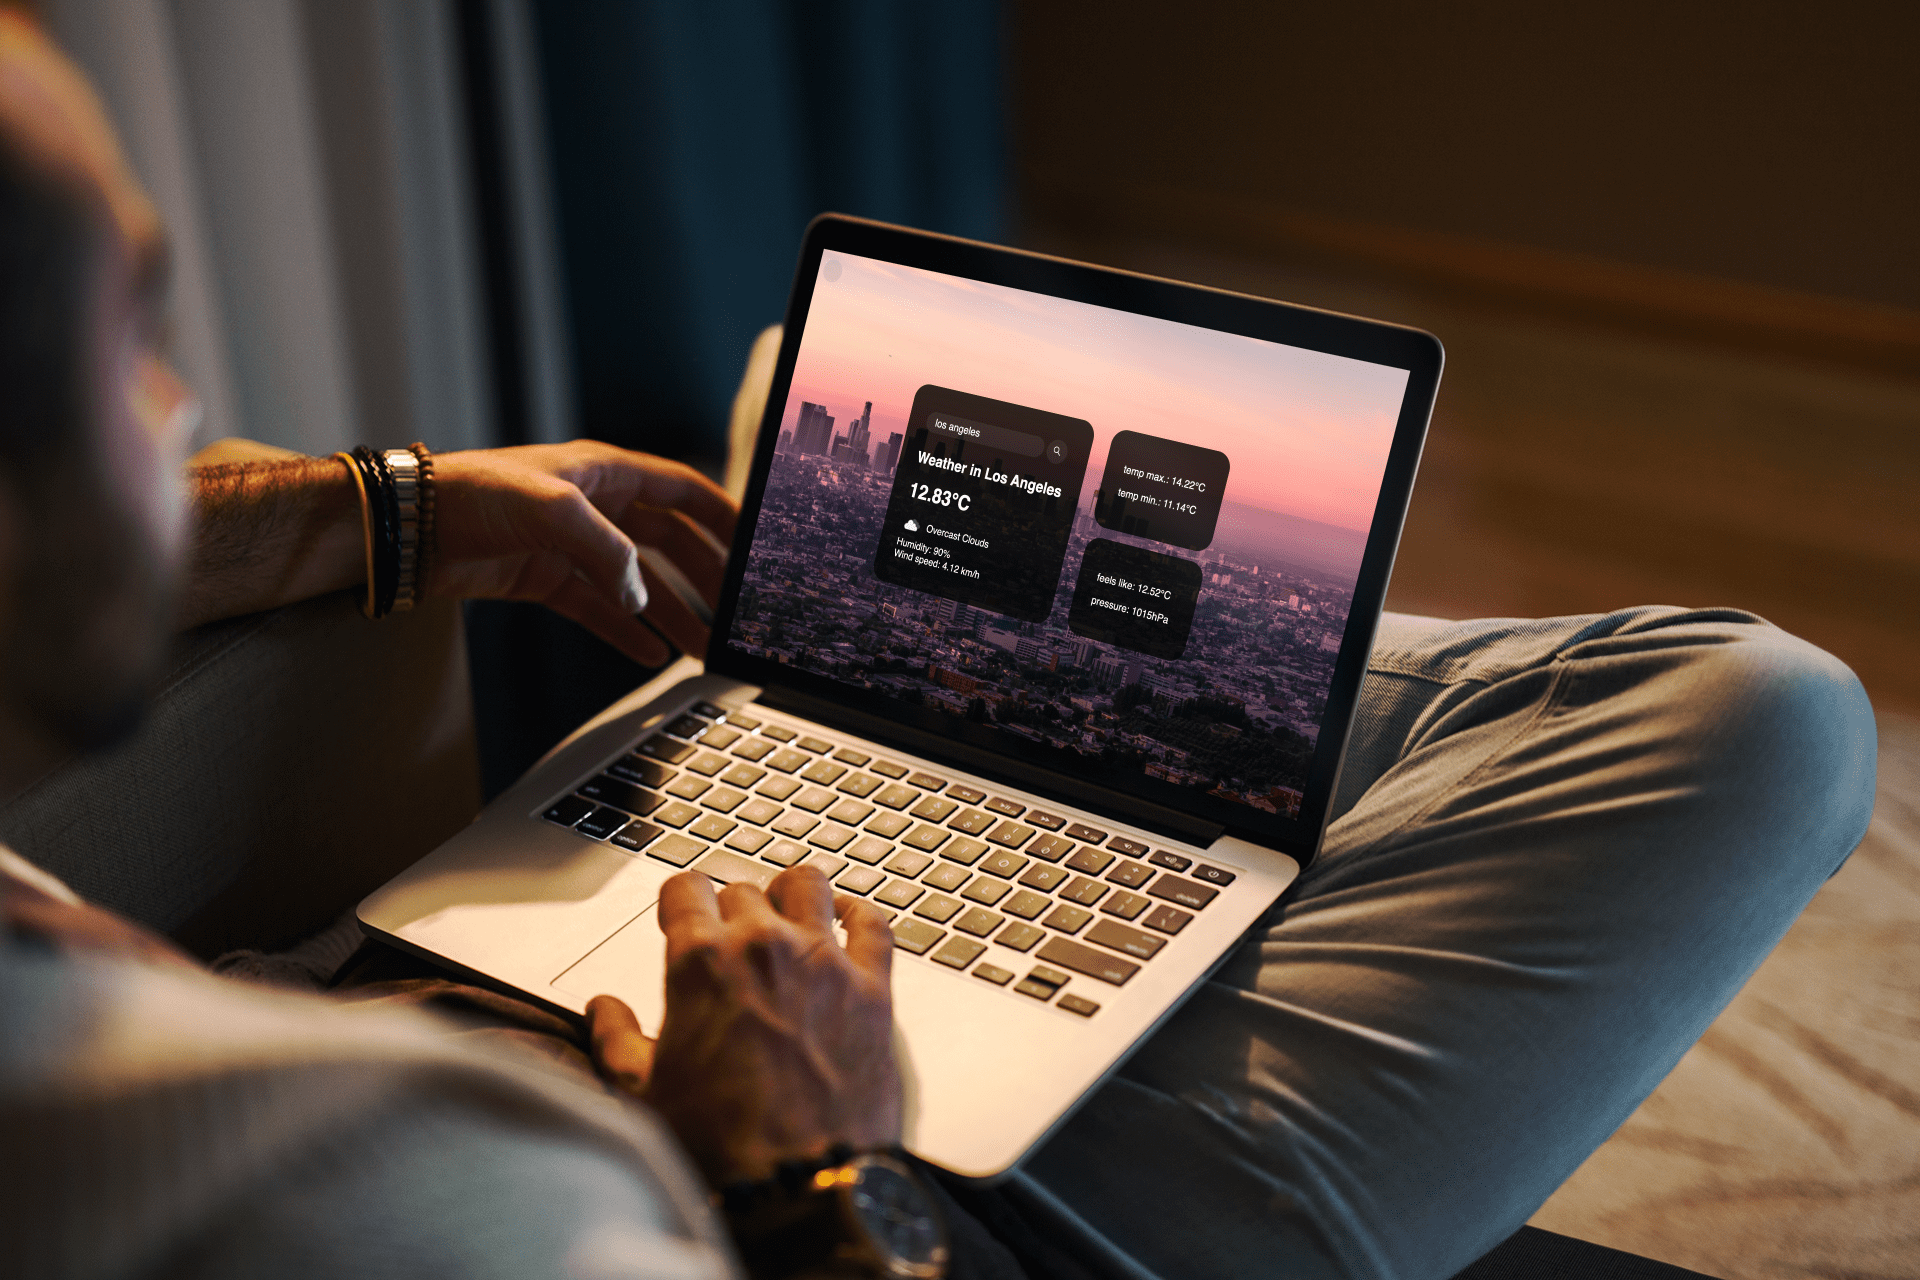 los angeles
Weather in Los Angeles
12.83°C
Overcast Clouds
Humidity: 90%
Wind speed: 4.12 km/h
temp max.: 14.22°C
temp min.: 11.14°C
feels like: 12.52°C
pressure: 1015hPa